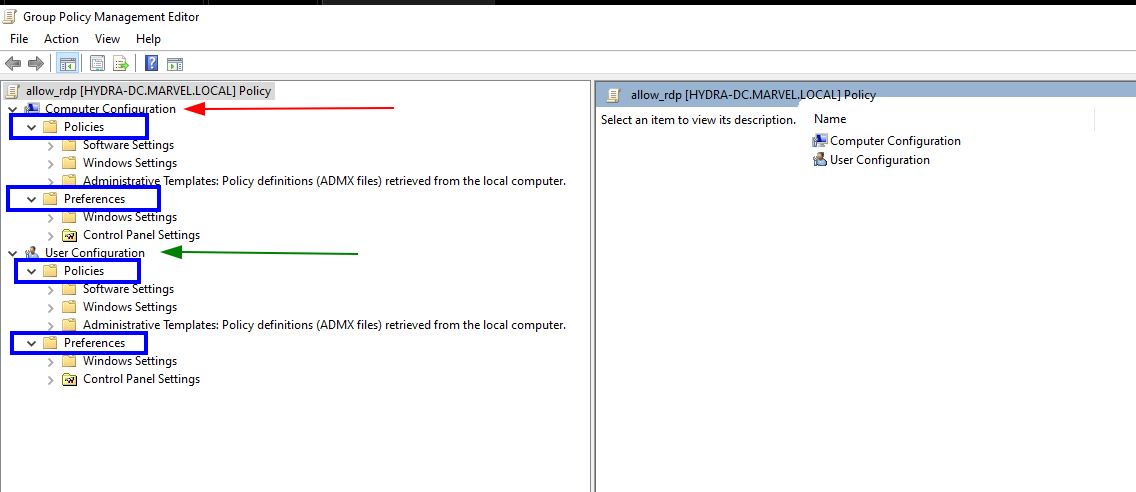 Group Policy Management Editor
File Action View Help
allow_rdp [HYDRA-DC.MARVEL.LOCAL] Policy
Computer Configuration
Policies
Software Settings
Windows Settings
Administrative Templates: Policy definitions (ADMX files) retrieved from the local computer.
Preferences
Windows Settings
Control Panel Settings
User Configuration
Policies
Software Settings
Windows Settings
Administrative Templates: Policy definitions (ADMX files) retrieved from the local computer.
Preferences
Windows Settings
Control Panel Settings
allow_rdp [HYDRA-DC.MARVEL.LOCAL] Policy
Select an item to view its description.
Name
Computer Configuration
User Configuration